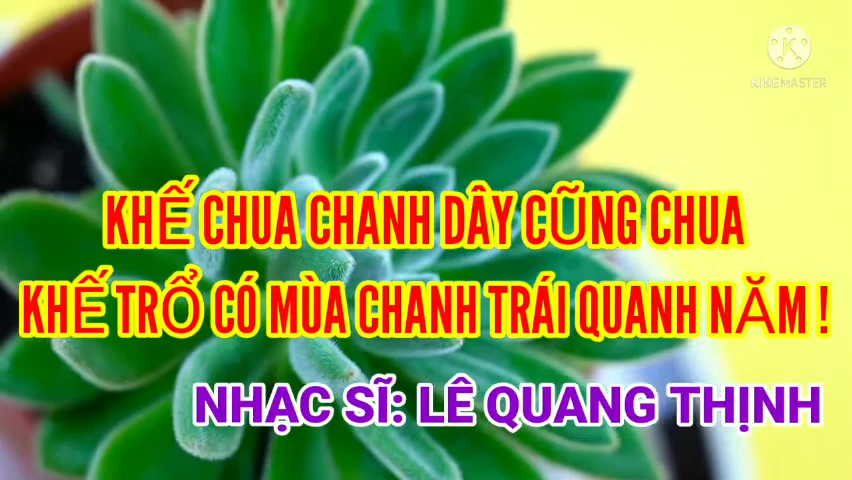 KINEMASTER
KHẾ CHUA CHANH DÂY CŨNG CHUA
KHẾ TRỔ CÓ MÙA CHANH TRÁI QUANH NĂM !
NHẠC SĨ: LÊ QUANG THỊNH